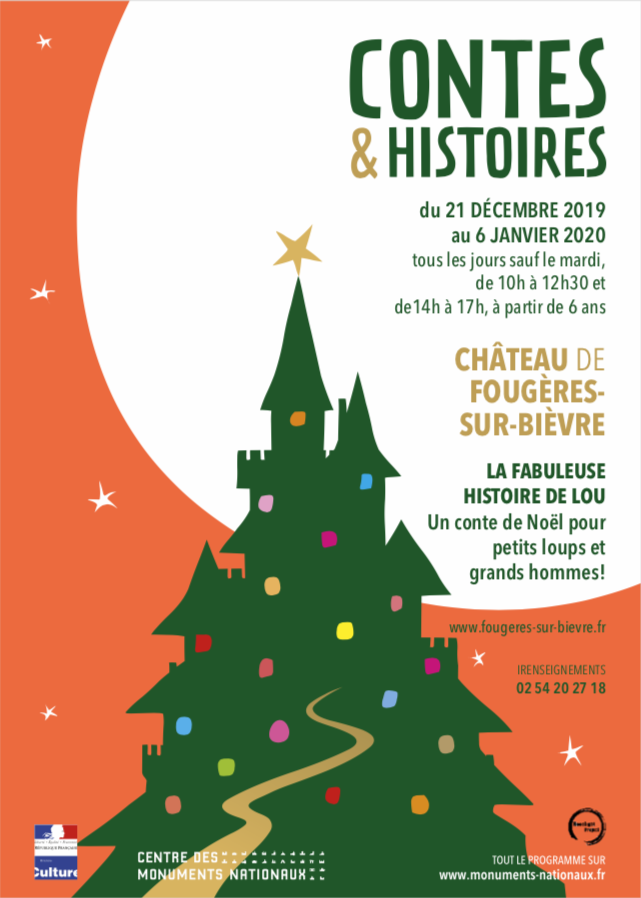 CONTES
& HISTOIRES
du 21 DÉCEMBRE 2019
au 6 JANVIER 2020
tous les jours sauf le mardi,
de 10h à 12h30 et
de14h à 17h, à partir de 6 ans
CHÂTEAU DE
FOUGÈRES-
SUR-BIÈVRE
LA FABULEUSE
HISTOIRE DE LOU
Un conte de Noël pour
petits loups et
grands hommes!
www.fougeres-sur-bievre.fr
IRENSEIGNEMENTS
02 54 20 27 18
RÉPUBLIQUE FRANÇAISE
Culture
CENTRE DES
MONUMENTS NATIONAUX
TOUT LE PROGRAMME SUR
www.monuments-nationaux.fr